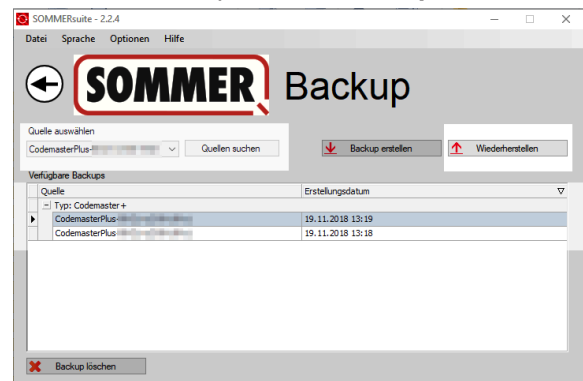 SOMMERsuite - 2.2.4
Datei Sprache Optionen Hilfe
SOMMER Backup
Quelle auswählen
CodemasterPlus- Quellen suchen Backup erstellen Wiederherstellen
Verfügbare Backups
Quelle Erstellungsdatum
Typ: Codemaster+
CodemasterPlus- 19.11.2018 13:19
CodemasterPlus 19.11.2018 13:18
Backup löschen